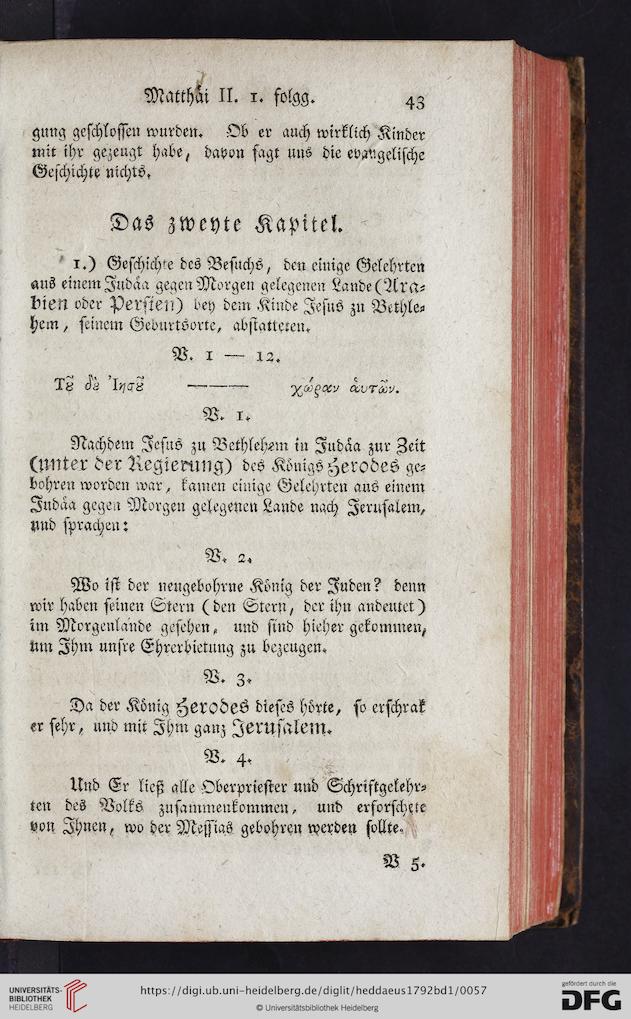 Matthäi II. 1. folgg. 43
gung geschlossen wurden. Ob er auch wirklich Kinder
mit ihr gezeugt habe, davon sagt uns die evangelische
Geschichte nichts.
Das zweyte Kapitel.
1.) Geschichte des Besuchs, den einige Gelehrten
aus einem Judäa gegen Morgen gelegenen Lande (Ara-
bien oder Persien) bey dem Kinde Jesus zu Bethle-
hem, seinem Geburtsorte, abstatteten.
V. 1 — 12.
Τȣ͂ δὲ Ἰησȣ͂ ——— χώραν ἁυτῶν.
V. 1.
Nachdem Jesus zu Bethlehem in Judäa zur Zeit
(unter der Regierung) des Königs Herodes ge-
bohren worden war, kamen einige Gelehrten aus einem
Judäa gegen Morgen gelegenen Lande nach Jerusalem,
und sprachen:
V. 2.
Wo ist der neugebohrne König der Juden? denn
wir haben seinen Stern (den Stern, der ihn andeutet)
im Morgenlande gesehen, und sind hieher gekommen,
um Ihm unsre Ehrerbietung zu bezeugen.
V. 3.
Da der König Herodes dieses hörte, so erschrak
er sehr, und mit Ihm ganz Jerusalem.
V. 4.
Und Er ließ alle Oberpriester und Schriftgelehr-
ten des Volks zusammenkommen, und erforschete
von Ihnen, wo der Messias gebohren werden sollte.
V 5.
UNIVERSITÄTS-
BIBLIOTHEK
HEIDELBERG
https://digi.ub.uni-heidelberg.de/diglit/heddaeus1792bd1/0057
© Universitätsbibliothek Heidelberg
gefördert durch die
DFG